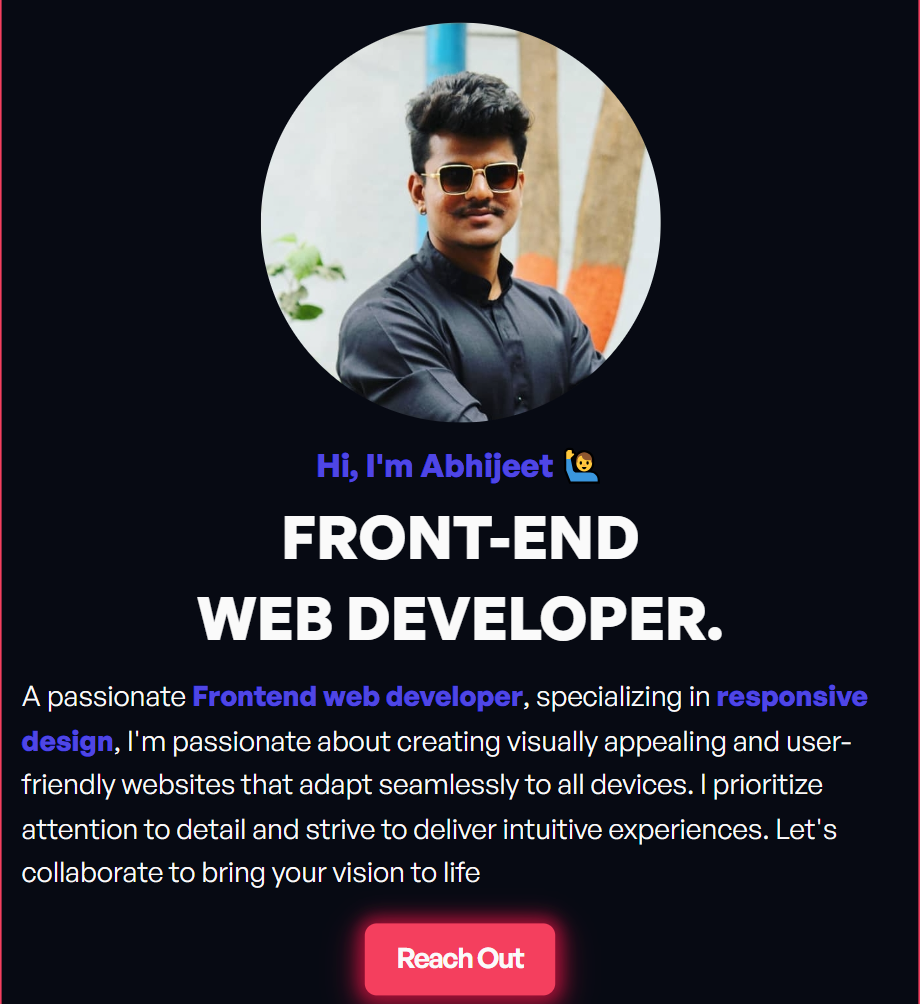 Hi, I'm Abhijeet 🙋‍♂️
FRONT-END
WEB DEVELOPER.
A passionate Frontend web developer, specializing in responsive
design, I'm passionate about creating visually appealing and user-
friendly websites that adapt seamlessly to all devices. I prioritize
attention to detail and strive to deliver intuitive experiences. Let's
collaborate to bring your vision to life
Reach Out